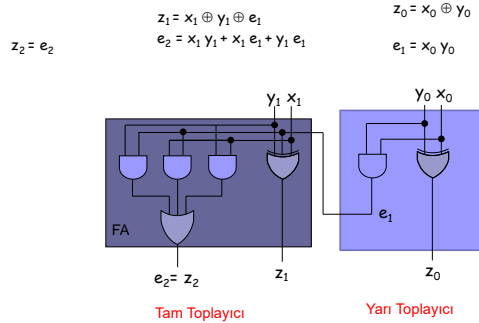 z₁ = x₁ ⊕ y₁ ⊕ e₁
z₀ = x₀ ⊕ y₀
z₂ = e₂
e₂ = x₁ y₁ + x₁ e₁ + y₁ e₁
e₁ = x₀ y₀
y₁ x₁
y₀ x₀
e₁
FA
e₂= z₂
z₁
z₀
Tam Toplayıcı
Yarı Toplayıcı